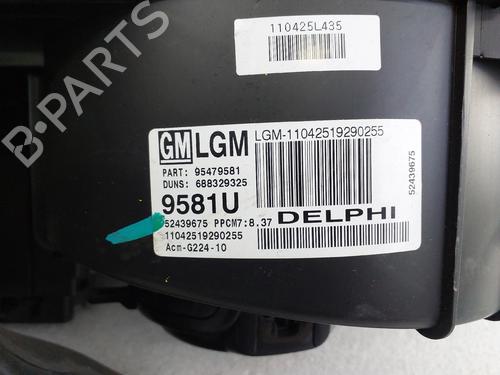 110425L435
GM LGM LGM-11042519290255
PART: 95479581
DUNS: 688329325
9581U DELPHI
52439675 PPCM7:8.37
11042519290255
Acm-G224-10
52439675
B-PARTS